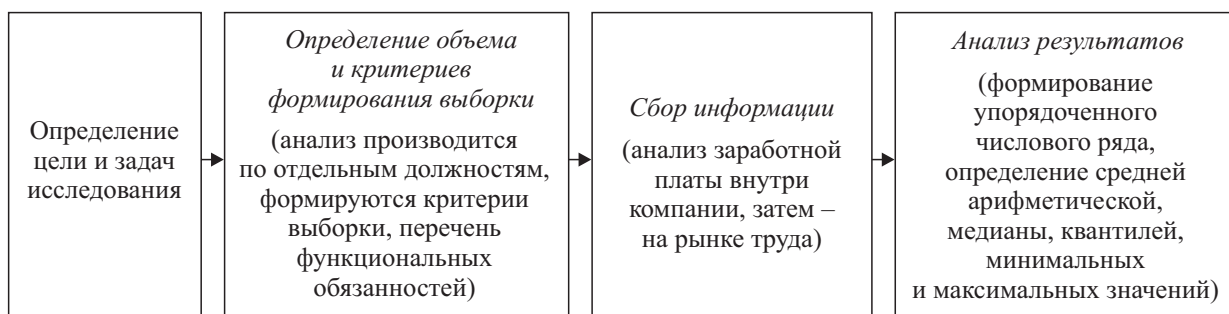 Определение
цели и задач
исследования
Определение объема
и критериев
формирования выборки
(анализ производится
по отдельным должностям,
формируются критерии
выборки, перечень
функциональных
обязанностей)
Сбор информации
(анализ заработной
платы внутри
компании, затем –
на рынке труда)
Анализ результатов
(формирование
упорядоченного
числового ряда,
определение средней
арифметической,
медианы, квантилей,
минимальных
и максимальных значений)